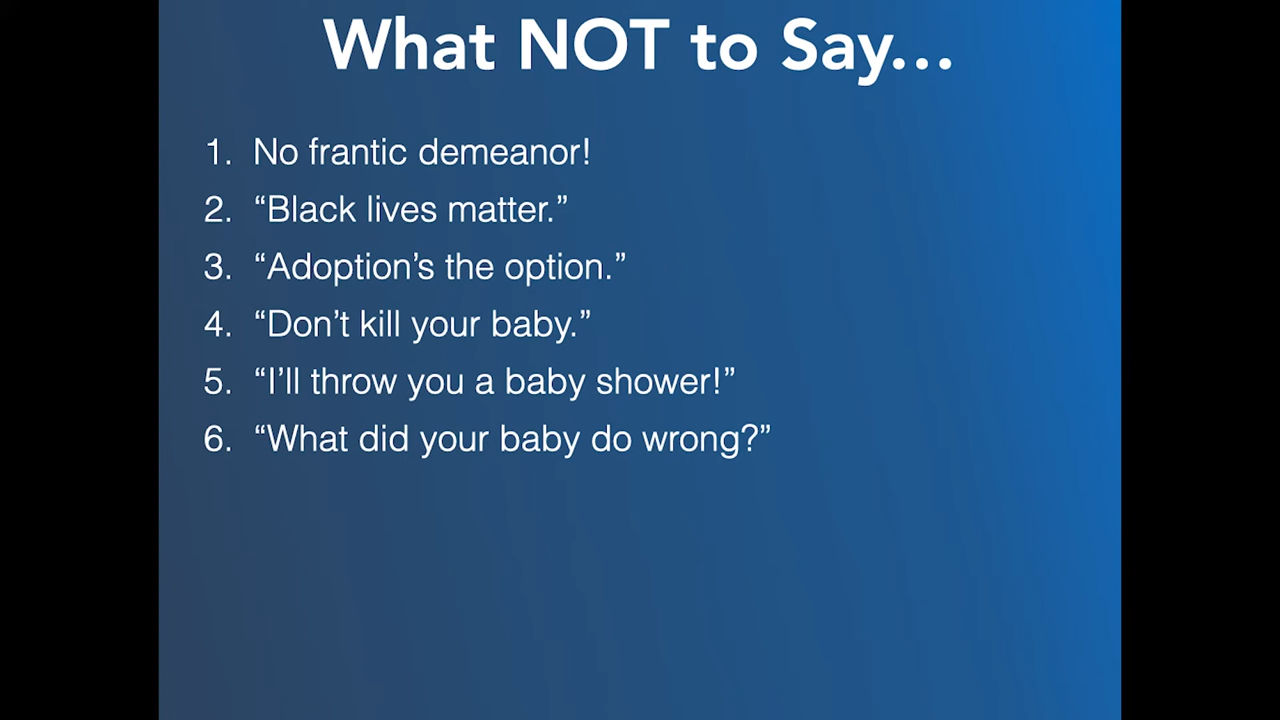 What NOT to Say…
1. No frantic demeanor!
2. “Black lives matter.”
3. “Adoption’s the option.”
4. “Don’t kill your baby.”
5. “I’ll throw you a baby shower!”
6. “What did your baby do wrong?”